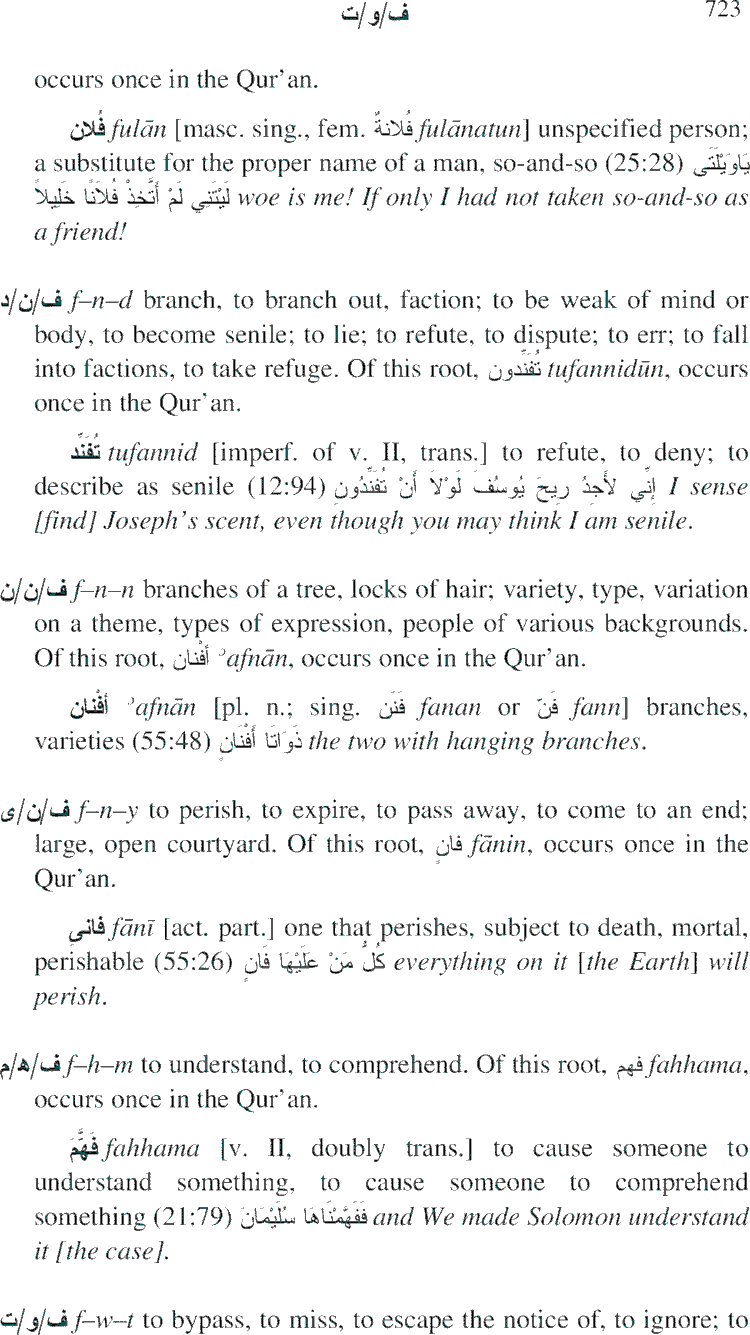 ف/و/ت 723
occurs once in the Qur’an.
فُلان fulān [masc. sing., fem. فُلانةٌ fulānatun] unspecified person;
a substitute for the proper name of a man, so-and-so (25:28) يَاوَيْلَتَى
لَيْتَنِي لَمْ أَتَّخِذْ فُلَانًا خَلِيلاً woe is me! If only I had not taken so-and-so as
a friend!
ف/ن/د f–n–d branch, to branch out, faction; to be weak of mind or
body, to become senile; to lie; to refute, to dispute; to err; to fall
into factions, to take refuge. Of this root, تُفَنِّدون tufannidūn, occurs
once in the Qur’an.
تُفَنِّد tufannid [imperf. of v. II, trans.] to refute, to deny; to
describe as senile (12:94) إِنِّي لأَجِدُ رِيحَ يُوسُفَ لَوْلاَ أَنْ تُفَنِّدُونِ I sense
[find] Joseph’s scent, even though you may think I am senile.
ف/ن/ن f–n–n branches of a tree, locks of hair; variety, type, variation
on a theme, types of expression, people of various backgrounds.
Of this root, أفْنان ʾafnān, occurs once in the Qur’an.
أفْنان ʾafnān [pl. n.; sing. فَنَن fanan or فَنّ fann] branches,
varieties (55:48) ذَوَاتَا أَفْنَانٍ the two with hanging branches.
ف/ن/ى f–n–y to perish, to expire, to pass away, to come to an end;
large, open courtyard. Of this root, فانٍ fānin, occurs once in the
Qur’an.
فانى fānī [act. part.] one that perishes, subject to death, mortal,
perishable (55:26) كُلُّ مَنْ عَلَيْهَا فَانٍ everything on it [the Earth] will
perish.
ف/ه/م f–h–m to understand, to comprehend. Of this root, فهم fahhama,
occurs once in the Qur’an.
فَهَّمَ fahhama [v. II, doubly trans.] to cause someone to
understand something, to cause someone to comprehend
something (21:79) فَفَهَّمْنَاهَا سُلَيْمَانَ and We made Solomon understand
it [the case].
ف/و/ت f–w–t to bypass, to miss, to escape the notice of, to ignore; to